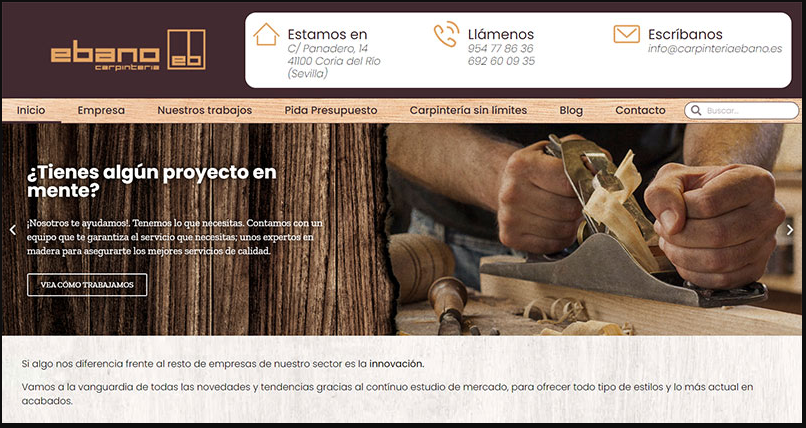 ebano
carpinteria
eb
Estamos en
C/ Panadero, 14
41100 Coria del Río
(Sevilla)
Llámenos
954 77 86 36
692 60 09 35
Escríbanos
info@carpinteriaebano.es
Inicio Empresa Nuestros trabajos Pida Presupuesto Carpintería sin límites Blog Contacto Buscar...
¿Tienes algún proyecto en
mente?
¡Nosotros te ayudamos!. Tenemos lo que necesitas. Contamos con un
equipo que te garantiza el servicio que necesitas; unos expertos en
madera para asegurarte los mejores servicios de calidad.
VEA CÓMO TRABAJAMOS
Si algo nos diferencia frente al resto de empresas de nuestro sector es la innovación.
Vamos a la vanguardia de todas las novedades y tendencias gracias al contínuo estudio de mercado, para ofrecer todo tipo de estilos y lo más actual en
acabados.